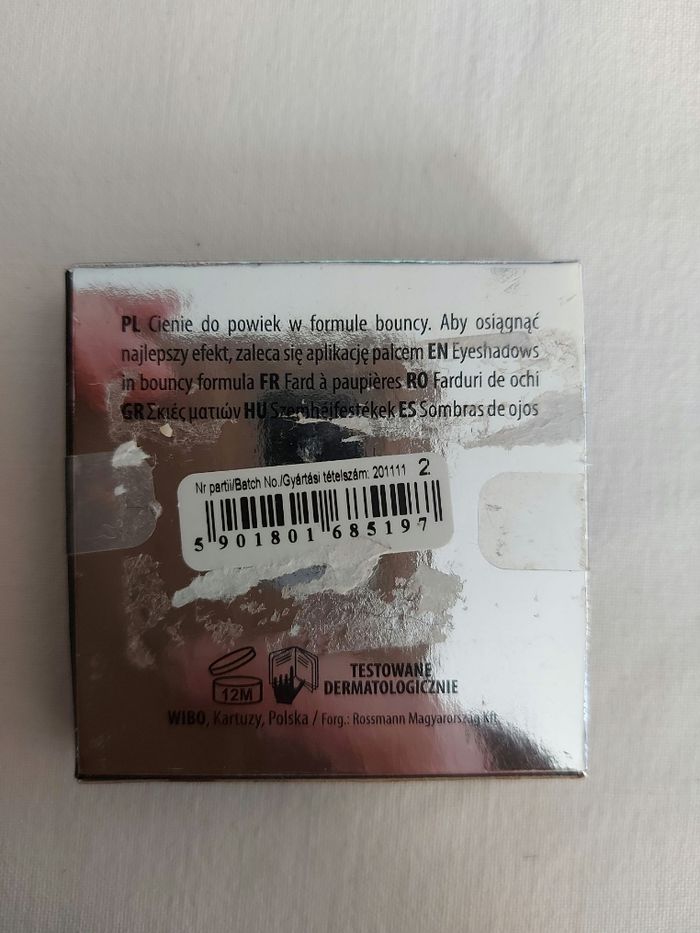 PL Cienie do powiek w formule bouncy. Aby osiągnąć
najlepszy efekt, zaleca się aplikację palcem EN Eyeshadows
in bouncy formula FR Fard à paupières RO Farduri de ochi
GR Σκιές ματιών HU Szemhéjfestékek ES Sombras de ojos
Nr partii/Batch No./Gyártási tételszám: 201111 2
5 901801 685197
12M
TESTOWANE
DERMATOLOGICZNIE
WIBO, Kartuzy, Polska / Forg.: Rossmann Magyarország Kft.